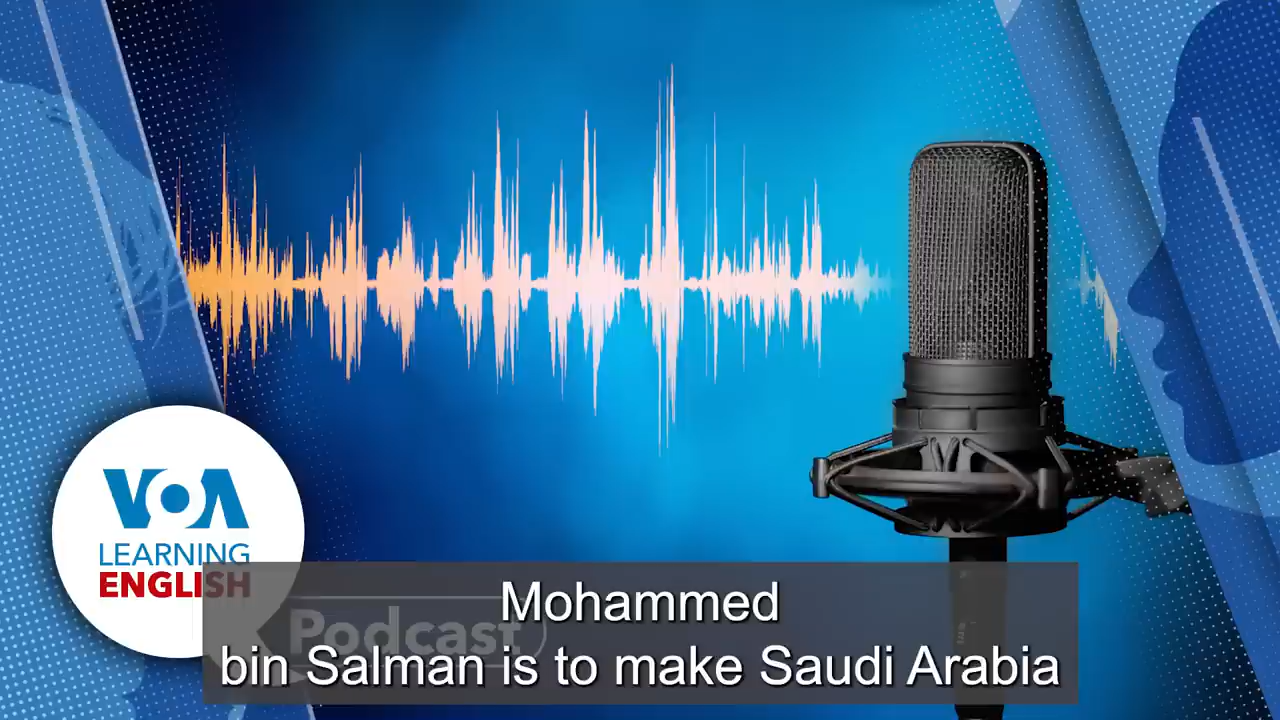 VOA
LEARNING
ENGLISH
Podcast
Mohammed
bin Salman is to make Saudi Arabia